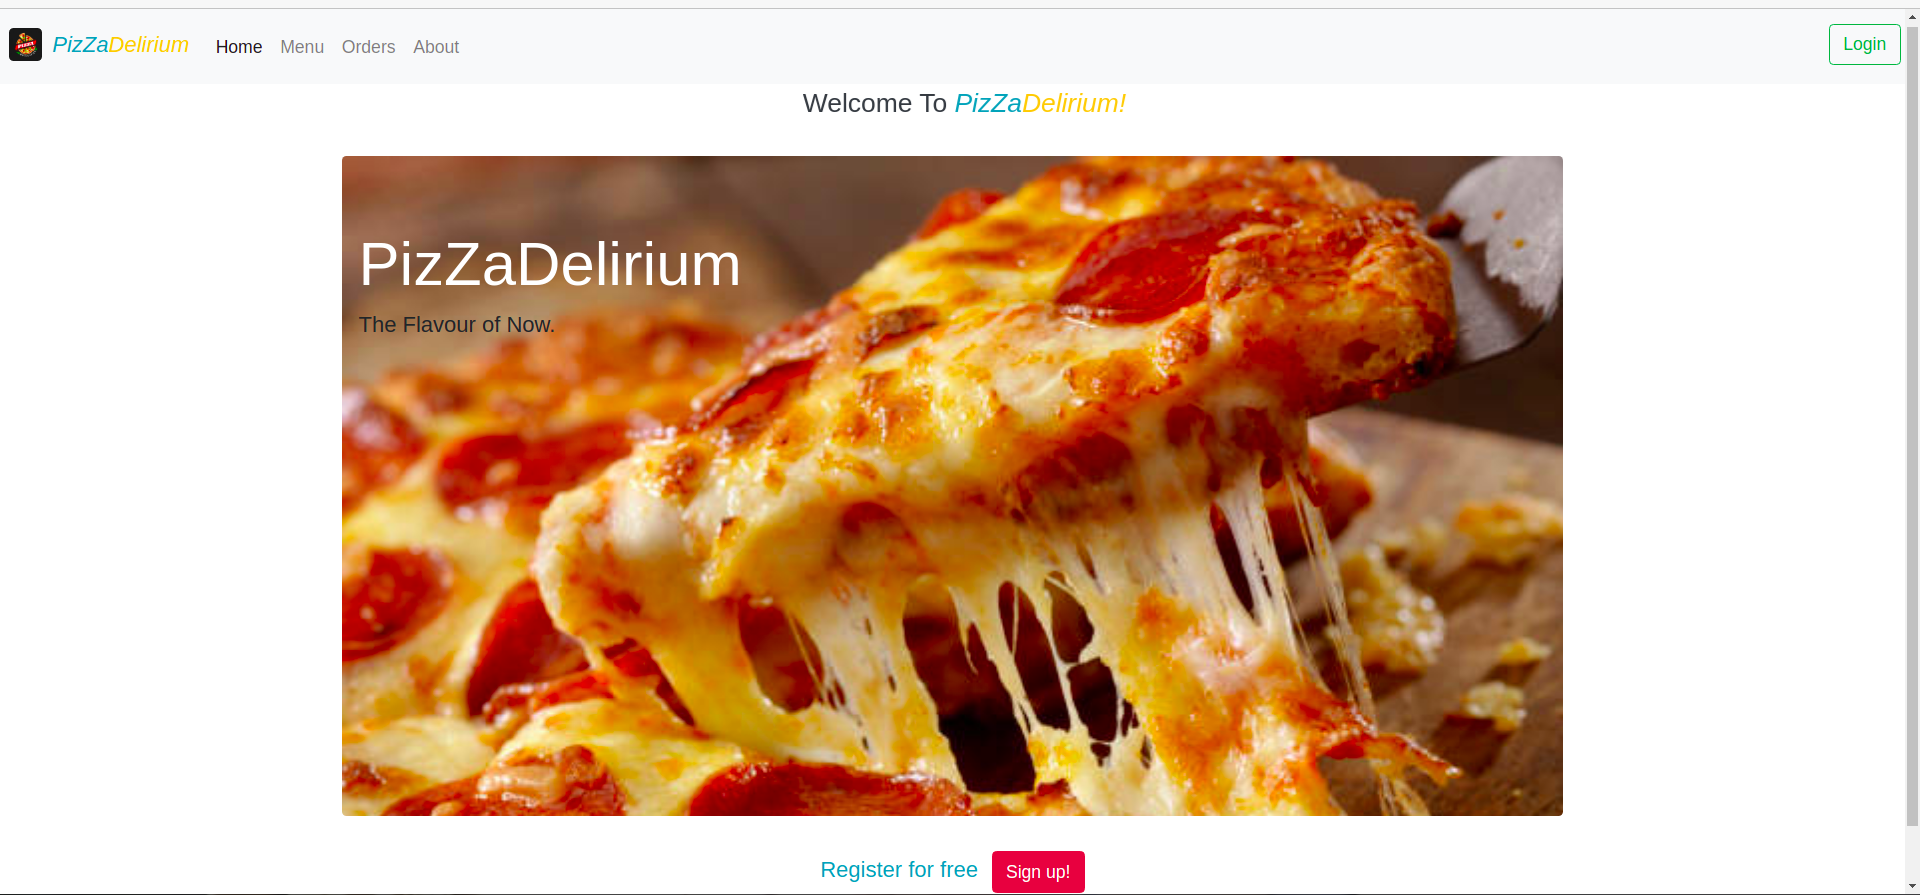 PizZaDelirium Home Menu Orders About Login
Welcome To PizZaDelirium!
PizZaDelirium
The Flavour of Now.
Register for free Sign up!